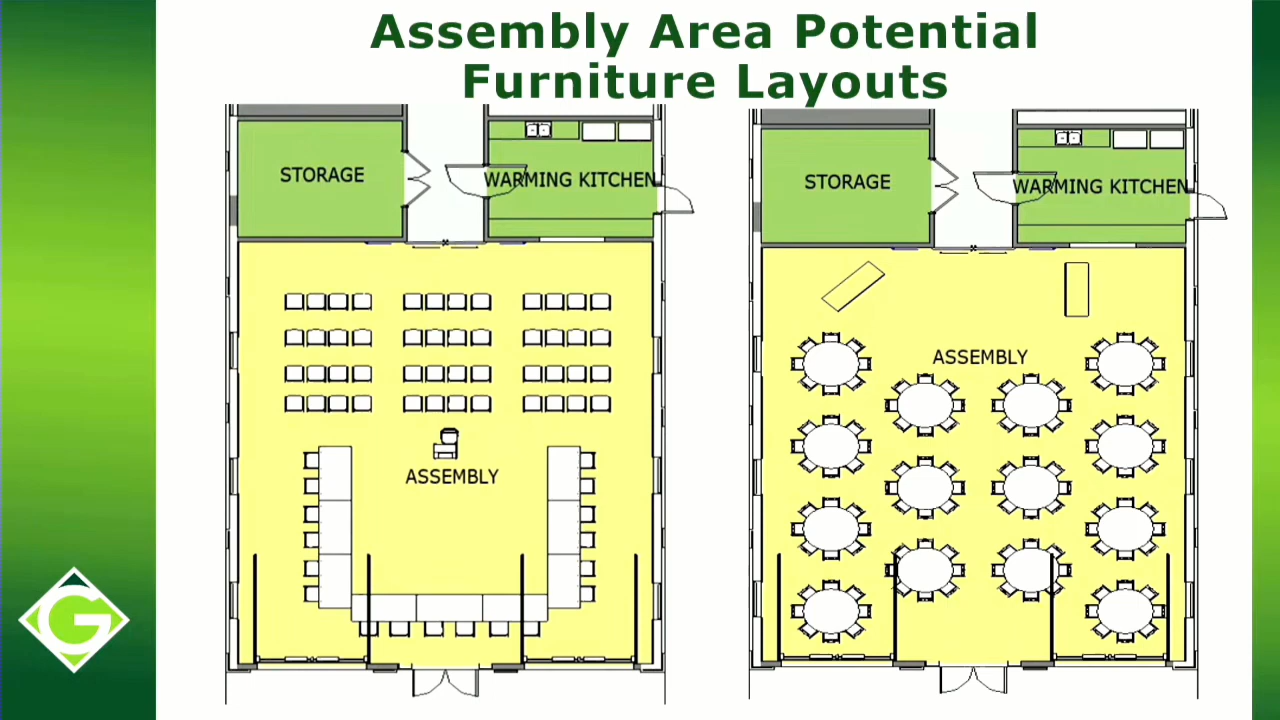 Assembly Area Potential
Furniture Layouts
STORAGE
WARMING KITCHEN
ASSEMBLY
STORAGE
WARMING KITCHEN
ASSEMBLY
G